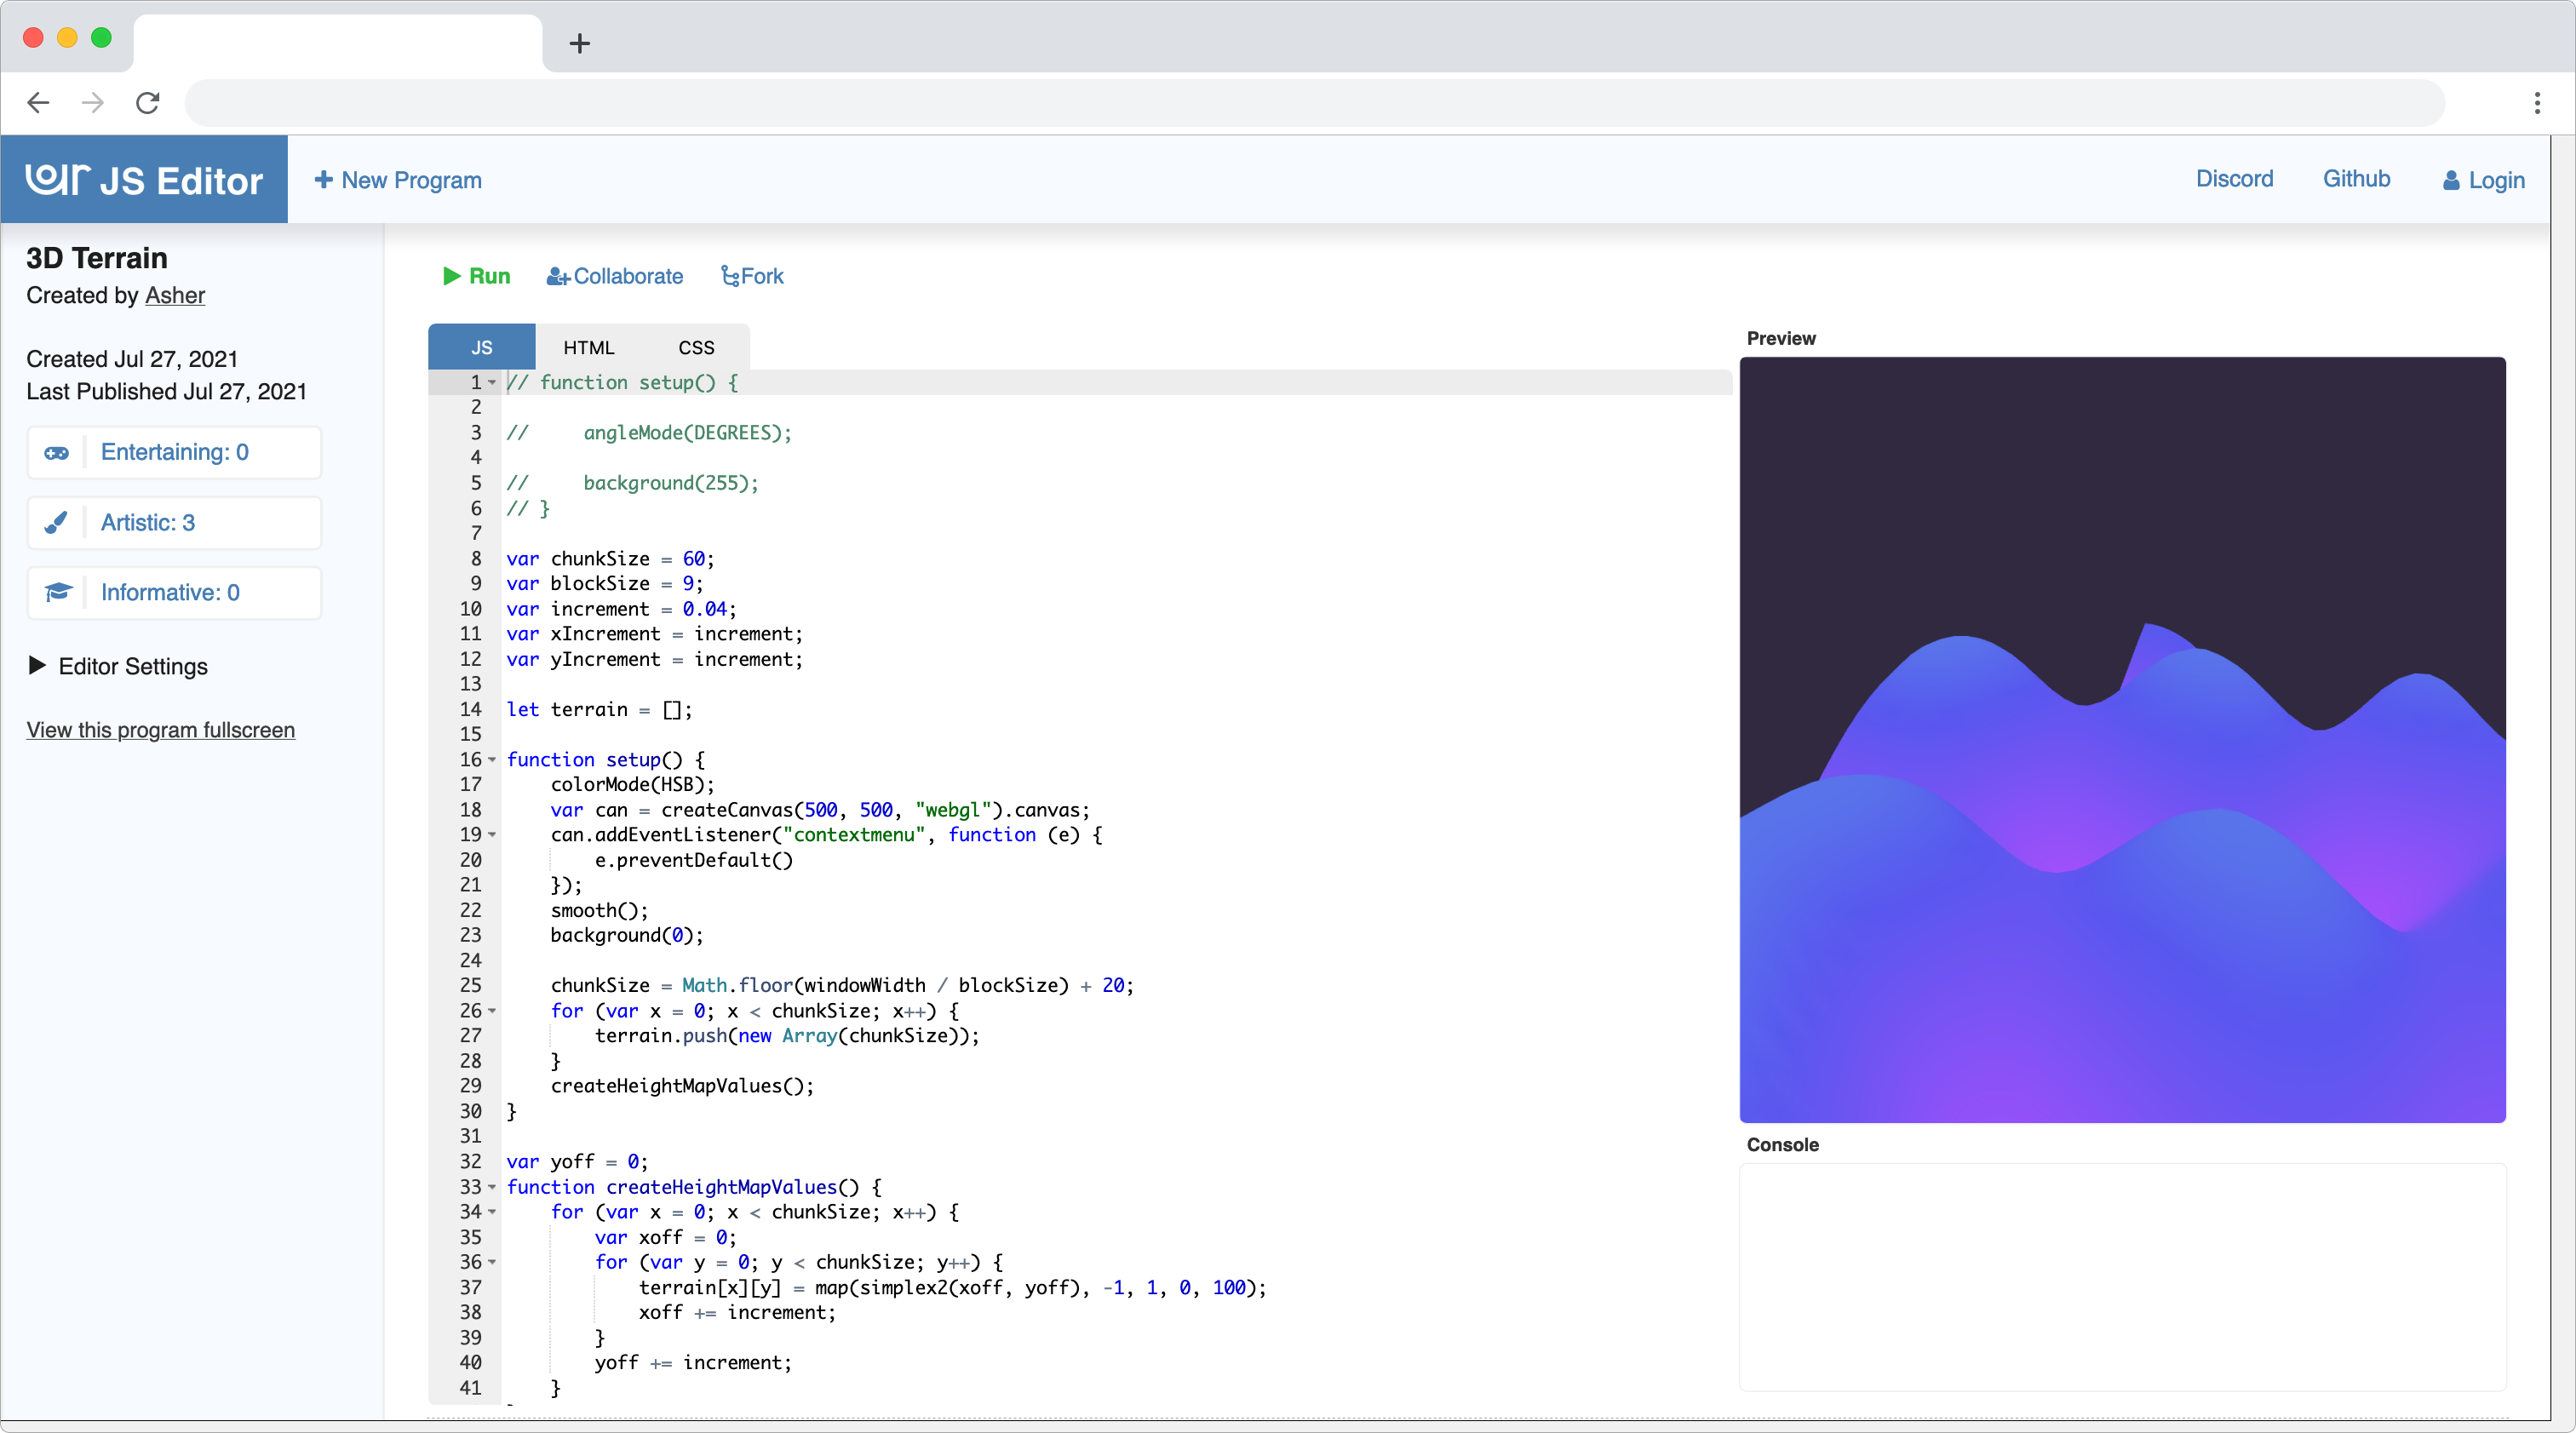 JS Editor
New Program
Discord
Github
Login
3D Terrain
Created by Asher
Created Jul 27, 2021
Last Published Jul 27, 2021
Entertaining: 0
Artistic: 3
Informative: 0
Editor Settings
View this program fullscreen
Run
Collaborate
Fork
JS
HTML
CSS
1 // function setup() {
2
3 //     angleMode(DEGREES);
4
5 //     background(255);
6 // }
7
8 var chunkSize = 60;
9 var blockSize = 9;
10 var increment = 0.04;
11 var xIncrement = increment;
12 var yIncrement = increment;
13
14 let terrain = [];
15
16 function setup() {
17     colorMode(HSB);
18     var can = createCanvas(500, 500, "webgl").canvas;
19     can.addEventListener("contextmenu", function (e) {
20         e.preventDefault()
21     });
22     smooth();
23     background(0);
24
25     chunkSize = Math.floor(windowWidth / blockSize) + 20;
26     for (var x = 0; x < chunkSize; x++) {
27         terrain.push(new Array(chunkSize));
28     }
29     createHeightMapValues();
30 }
31
32 var yoff = 0;
33 function createHeightMapValues() {
34     for (var x = 0; x < chunkSize; x++) {
35         var xoff = 0;
36         for (var y = 0; y < chunkSize; y++) {
37             terrain[x][y] = map(simplex2(xoff, yoff), -1, 1, 0, 100);
38             xoff += increment;
39         }
40         yoff += increment;
41     }
Preview
Console